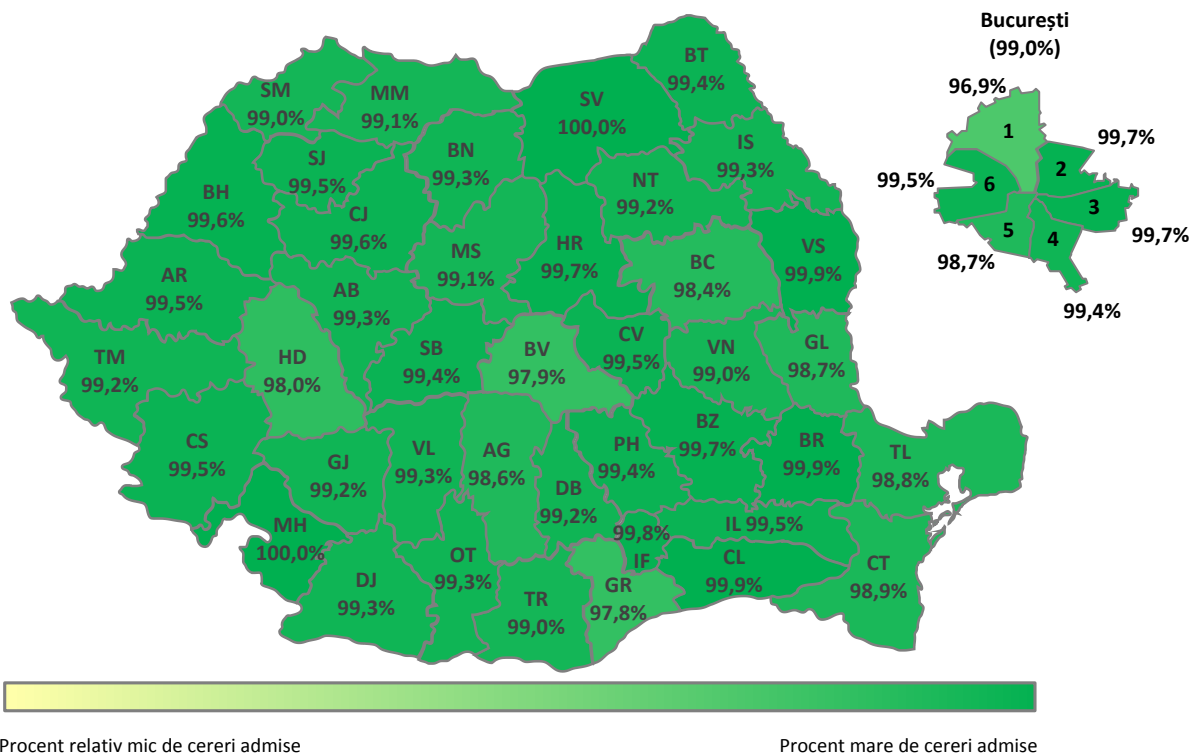 București
(99,0%)
96,9%
1
99,7%
2
99,5%
6
3
5
4
99,7%
98,7%
99,4%
BT
99,4%
SM
99,0%
MM
99,1%
SV
100,0%
IS
99,3%
SJ
99,5%
BN
99,3%
NT
99,2%
BH
99,6%
CJ
99,6%
MS
99,1%
HR
99,7%
BC
98,4%
VS
99,9%
AR
99,5%
AB
99,3%
TM
99,2%
HD
98,0%
SB
99,4%
BV
97,9%
CV
99,5%
VN
99,0%
GL
98,7%
CS
99,5%
GJ
99,2%
VL
99,3%
AG
98,6%
DB
99,2%
PH
99,4%
BZ
99,7%
BR
99,9%
TL
98,8%
MH
100,0%
DJ
99,3%
OT
99,3%
TR
99,0%
GR
97,8%
99,8%
IF
IL 99,5%
CL
99,9%
CT
98,9%
Procent relativ mic de cereri admise
Procent mare de cereri admise